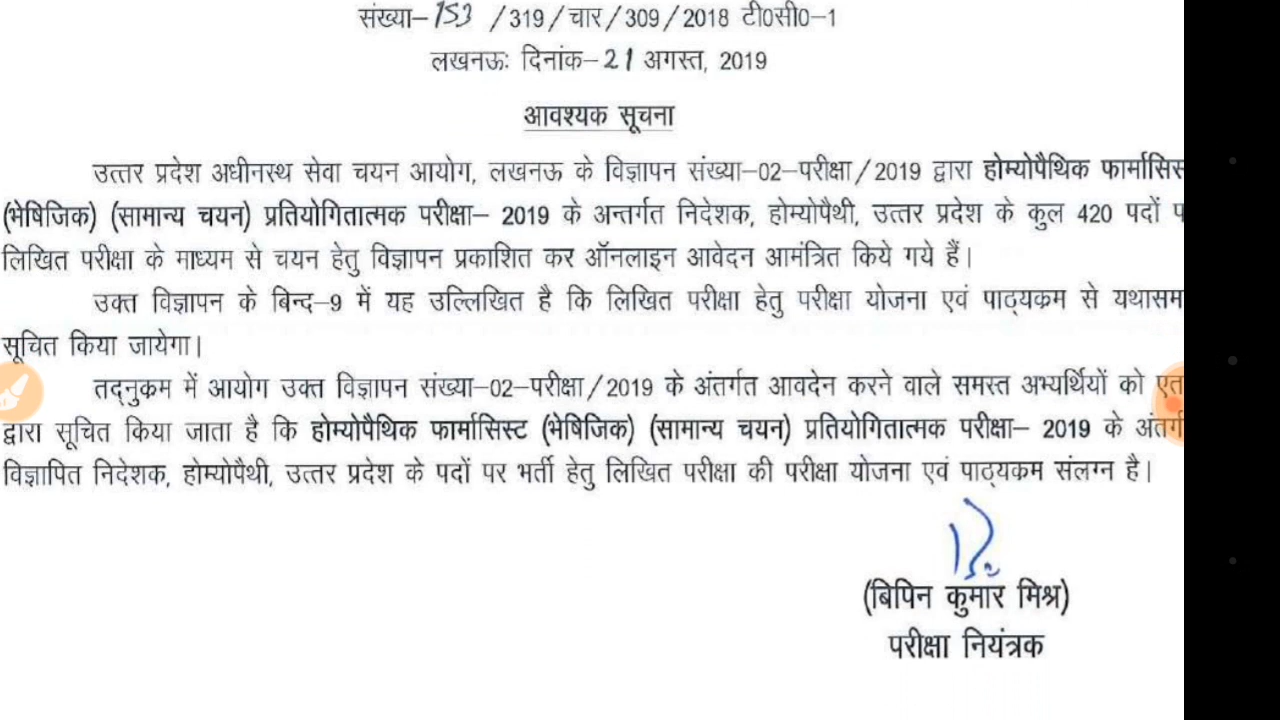 संख्या–153 /319/चार/309/2018 टी0सी0–1
लखनऊः दिनांक–21 अगस्त, 2019
आवश्यक सूचना
उत्तर प्रदेश अधीनस्थ सेवा चयन आयोग, लखनऊ के विज्ञापन संख्या–02–परीक्षा/2019 द्वारा होम्योपैथिक फार्मासिस
(भेषिजिक) (सामान्य चयन) प्रतियोगितात्मक परीक्षा– 2019 के अन्तर्गत निदेशक, होम्योपैथी, उत्तर प्रदेश के कुल 420 पदों प
लिखित परीक्षा के माध्यम से चयन हेतु विज्ञापन प्रकाशित कर ऑनलाइन आवेदन आमंत्रित किये गये हैं।
उक्त विज्ञापन के बिन्द–9 में यह उल्लिखित है कि लिखित परीक्षा हेतु परीक्षा योजना एवं पाठ्यक्रम से यथासम
सूचित किया जायेगा।
तद्नुक्रम में आयोग उक्त विज्ञापन संख्या–02–परीक्षा/2019 के अंतर्गत आवदेन करने वाले समस्त अभ्यर्थियों को एत
द्वारा सूचित किया जाता है कि होम्योपैथिक फार्मासिस्ट (भेषिजिक) (सामान्य चयन) प्रतियोगितात्मक परीक्षा– 2019 के अंतर्ग
विज्ञापित निदेशक, होम्योपैथी, उत्तर प्रदेश के पदों पर भर्ती हेतु लिखित परीक्षा की परीक्षा योजना एवं पाठ्यक्रम संलग्न है।
(बिपिन कुमार मिश्र)
परीक्षा नियंत्रक